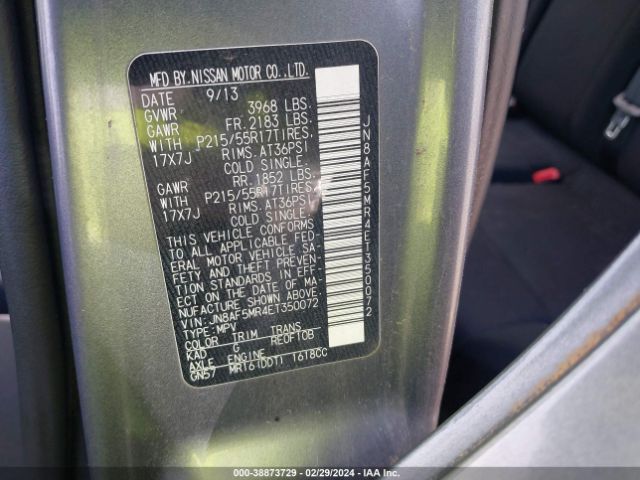 MFD BY.NISSAN MOTOR CO.,LTD.
DATE 9/13
GVWR: 3968 LBS.
GAWR FR.2183 LBS.
WITH P215/55R17TIRES,
17X7J RIMS.AT36PSI
COLD SINGLE.
GAWR RR.1852 LBS.
WITH P215/55R17TIRES,
17X7J RIMS.AT36PSI
COLD SINGLE.
THIS VEHICLE CONFORMS
TO ALL APPLICABLE FED-
ERAL MOTOR VEHICLE SA-
FETY AND THEFT PREVEN-
TION STANDARDS IN EFF-
ECT ON THE DATE OF MA-
NUFACTURE SHOWN ABOVE.
VIN: JN8AF5MR4ET350072
TYPE:MPV
COLOR TRIM TRANS
KAD G RE0F10B
AXLE ENGINE
GN57 MR16(DDT) 1618CC
JN8AF5MR4ET350072
000-38873729 - 02/29/2024 - IAA Inc.